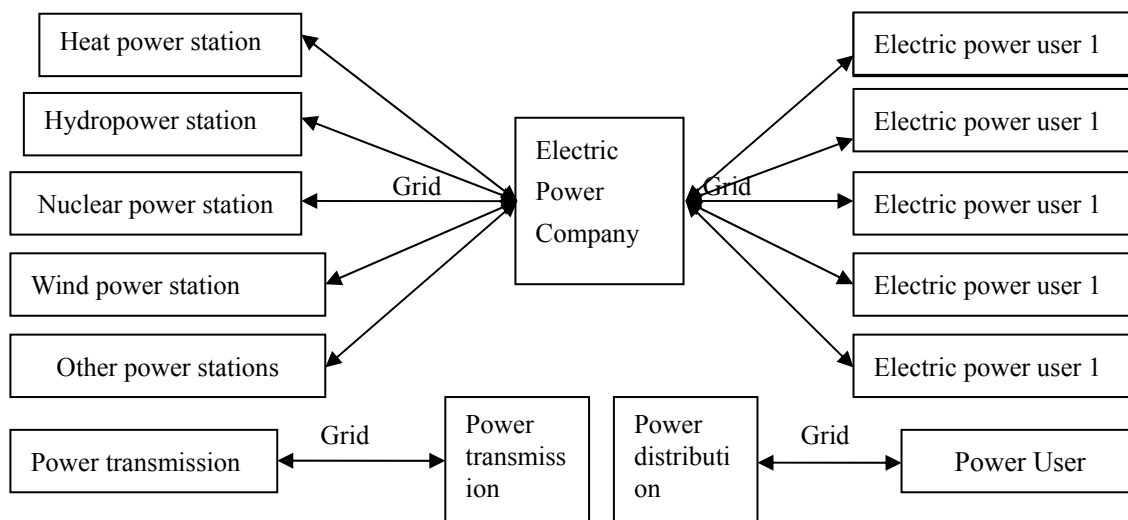 Heat power station
Hydropower station
Nuclear power station
Wind power station
Other power stations
Grid
Electric
Power
Company
Grid
Electric power user 1
Electric power user 1
Electric power user 1
Electric power user 1
Electric power user 1
Power transmission
Grid
Power
transmiss
ion
Power
distributi
on
Grid
Power User